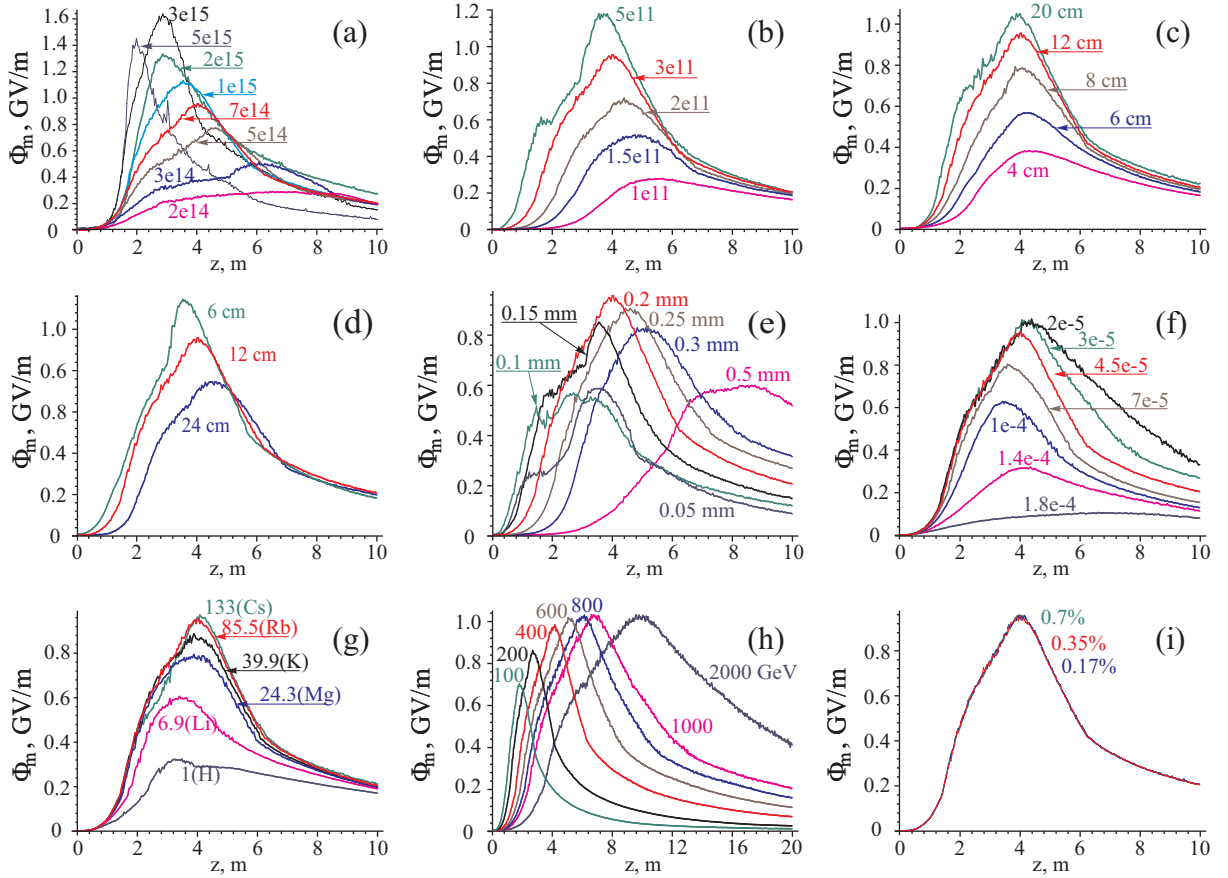 (a)
Φm, GV/m
1.6
1.4
1.2
1.0
0.8
0.6
0.4
0.2
0
3e15
5e15
2e15
1e15
7e14
5e14
3e14
2e14
0 2 4 6 8 10
z, m
(b)
Φm, GV/m
1.2
1.0
0.8
0.6
0.4
0.2
0
5e11
3e11
2e11
1.5e11
1e11
0 2 4 6 8 10
z, m
(c)
Φm, GV/m
1.0
0.8
0.6
0.4
0.2
0
20 cm
12 cm
8 cm
6 cm
4 cm
0 2 4 6 8 10
z, m
(d)
Φm, GV/m
1.0
0.8
0.6
0.4
0.2
0
6 cm
12 cm
24 cm
0 2 4 6 8 10
z, m
(e)
Φm, GV/m
0.8
0.6
0.4
0.2
0
0.2 mm
0.15 mm
0.25 mm
0.3 mm
0.1 mm
0.5 mm
0.05 mm
0 2 4 6 8 10
z, m
(f)
Φm, GV/m
1.0
0.8
0.6
0.4
0.2
0
2e-5
3e-5
4.5e-5
7e-5
1e-4
1.4e-4
1.8e-4
0 2 4 6 8 10
z, m
(g)
Φm, GV/m
1.0
0.8
0.6
0.4
0.2
0
133(Cs)
85.5(Rb)
39.9(K)
24.3(Mg)
6.9(Li)
1(H)
0 2 4 6 8 10
z, m
(h)
Φm, GV/m
1.0
0.8
0.6
0.4
0.2
0
600 800
400
200
100
2000 GeV
1000
0 4 8 12 16 20
z, m
(i)
Φm, GV/m
1.0
0.8
0.6
0.4
0.2
0
0.7%
0.35%
0.17%
0 2 4 6 8 10
z, m